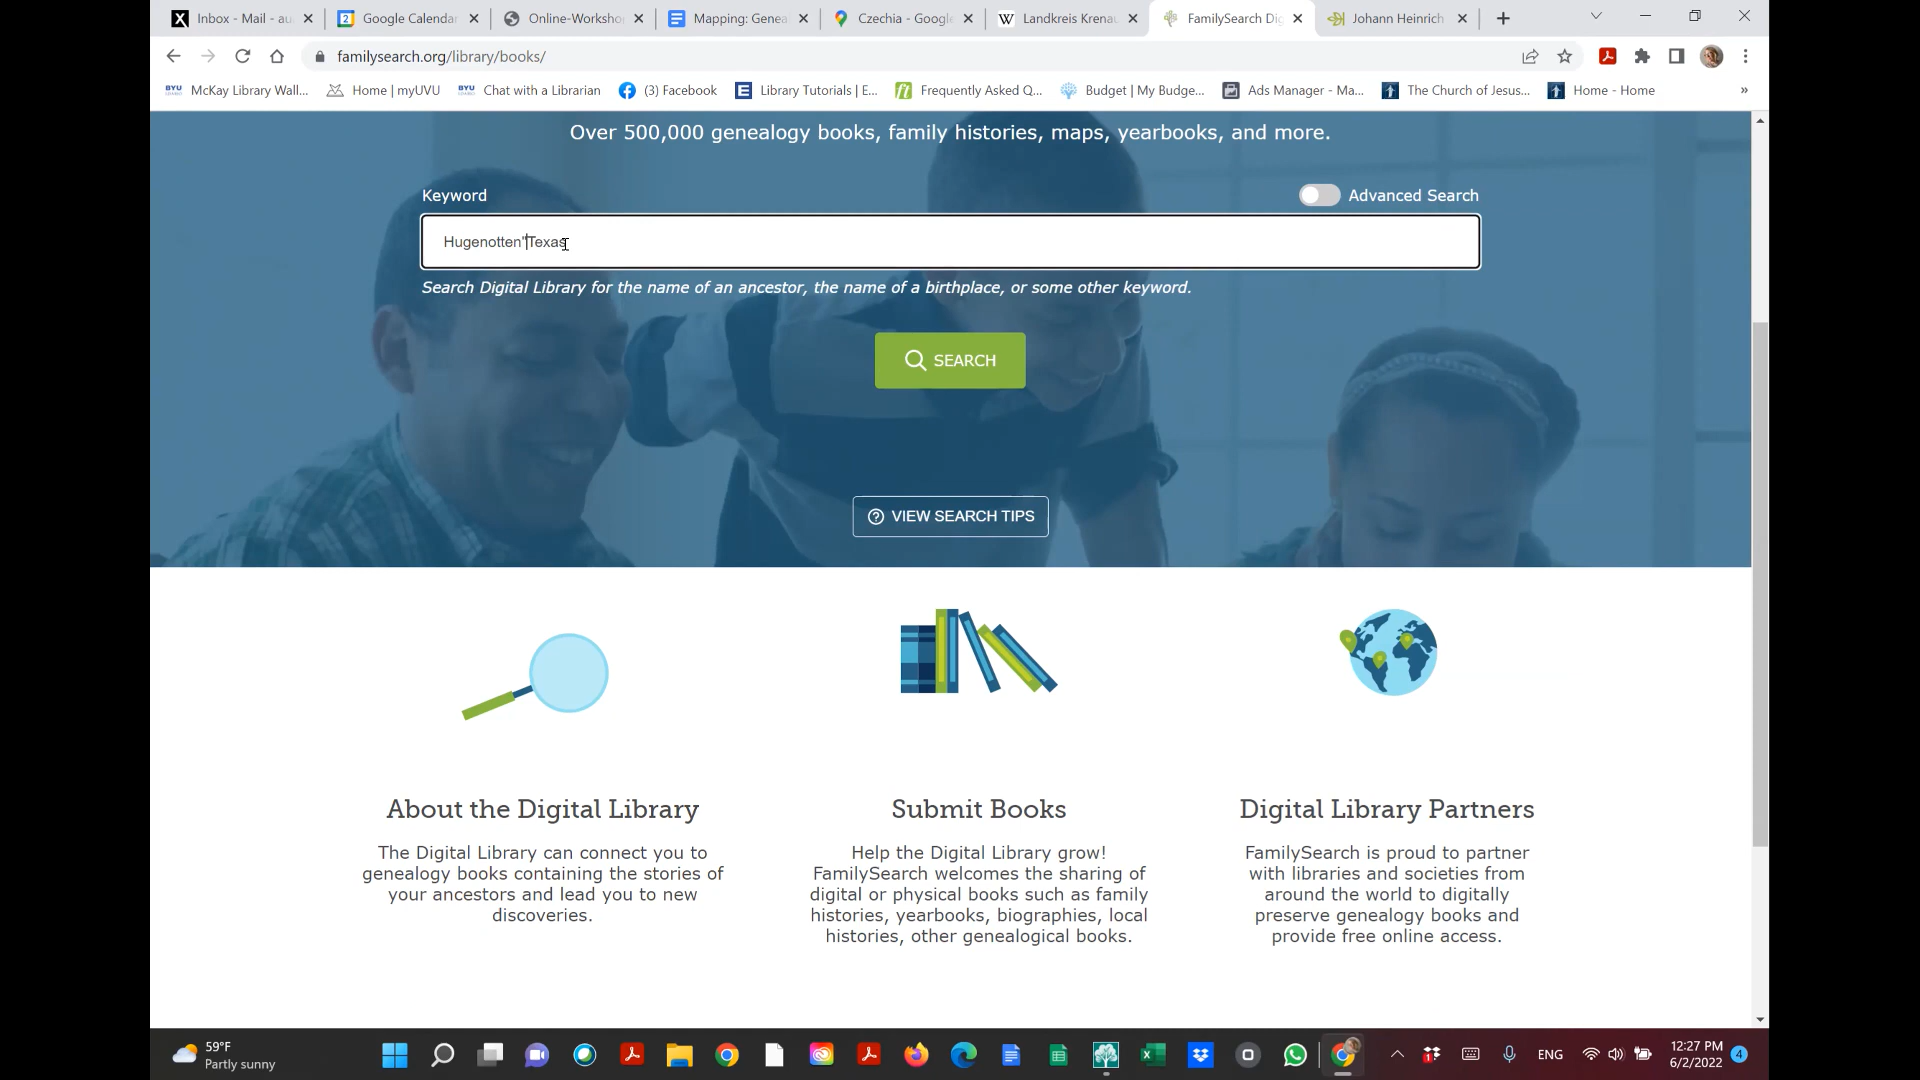 Inbox - Mail - au
Google Calenda
Online-Worksho
Mapping: Genea
Czechia - Google
Landkreis Krenau
FamilySearch Di
Johann Heinrich
familysearch.org/library/books/
McKay Library Wall...
Home | myUVU
Chat with a Librarian
(3) Facebook
Library Tutorials | E...
Frequently Asked Q...
Budget | My Budge...
Ads Manager - Ma...
The Church of Jesus...
Home - Home
Over 500,000 genealogy books, family histories, maps, yearbooks, and more.
Keyword
Advanced Search
Hugenotten"Texas
Search Digital Library for the name of an ancestor, the name of a birthplace, or some other keyword.
SEARCH
VIEW SEARCH TIPS
About the Digital Library
The Digital Library can connect you to
genealogy books containing the stories of
your ancestors and lead you to new
discoveries.
Submit Books
Help the Digital Library grow!
FamilySearch welcomes the sharing of
digital or physical books such as family
histories, yearbooks, biographies, local
histories, other genealogical books.
Digital Library Partners
FamilySearch is proud to partner
with libraries and societies from
around the world to digitally
preserve genealogy books and
provide free online access.
59°F
Partly sunny
ENG
12:27 PM
6/2/2022
4